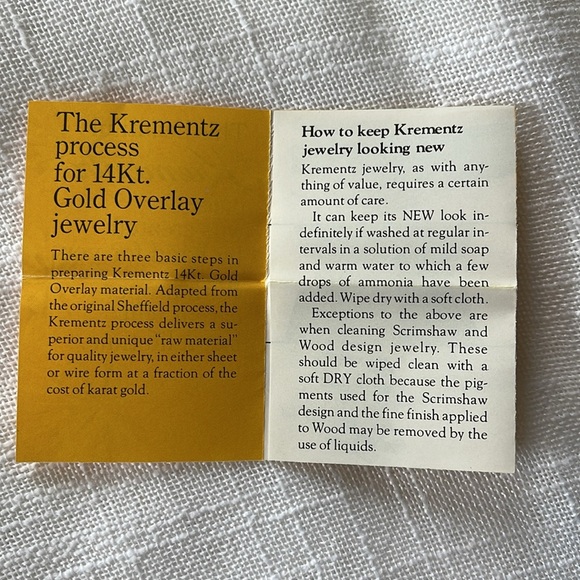 The Krementz
process
for 14Kt.
Gold Overlay
jewelry
There are three basic steps in
preparing Krementz 14Kt. Gold
Overlay material. Adapted from
the original Sheffield process, the
Krementz process delivers a su-
perior and unique "raw material"
for quality jewelry, in either sheet
or wire form at a fraction of the
cost of karat gold.
How to keep Krementz
jewelry looking new
Krementz jewelry, as with any-
thing of value, requires a certain
amount of care.
It can keep its NEW look in-
definitely if washed at regular in-
tervals in a solution of mild soap
and warm water to which a few
drops of ammonia have been
added. Wipe dry with a soft cloth.
Exceptions to the above are
when cleaning Scrimshaw and
Wood design jewelry. These
should be wiped clean with a
soft DRY cloth because the pig-
ments used for the Scrimshaw
design and the fine finish applied
to Wood may be removed by the
use of liquids.